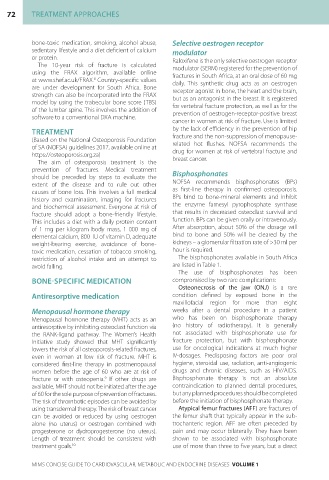 72 TREATMENT APPROACHES
bone-toxic medication, smoking, alcohol abuse,
sedentary lifestyle and a diet deficient of calcium
or protein.
The 10-year risk of fracture is calculated
using the FRAX algorithm, available online
at www.shef.ac.uk/FRAX.⁸ Country-specific values
are under development for South Africa. Bone
strength can also be incorporated into the FRAX
model by using the trabecular bone score (TBS)
of the lumbar spine. This involves the addition of
software to a conventional DXA machine.
TREATMENT
(Based on the National Osteoporosis Foundation
of SA (NOFSA) guidelines 2017, available online at
https://osteoporosis.org.za)
The aim of osteoporosis treatment is the
prevention of fractures. Medical treatment
should be preceded by steps to evaluate the
extent of the disease and to rule out other
causes of bone loss. This involves a full medical
history and examination, imaging for fractures
and biochemical assessment. Everyone at risk of
fracture should adopt a bone-friendly lifestyle.
This includes a diet with a daily protein content
of 1 mg per kilogram body mass, 1 000 mg of
elemental calcium, 800 IU of vitamin D, adequate
weight-bearing exercise, avoidance of bone-
toxic medication, cessation of tobacco smoking,
restriction of alcohol intake and an attempt to
avoid falling.
BONE-SPECIFIC MEDICATION
Antiresorptive medication
Menopausal hormone therapy
Menopausal hormone therapy (MHT) acts as an
antiresorptive by inhibiting osteoclast function via
the RANK-ligand pathway. The Women's Health
Initiative study showed that MHT significantly
lowers the risk of all osteoporosis-related fractures,
even in women at low risk of fracture. MHT is
considered first-line therapy in postmenopausal
women before the age of 60 who are at risk of
fracture or with osteopenia. If other drugs are
available, MHT should not be initiated after the age
of 60 for the sole purpose of prevention of fractures.
The risk of thrombotic episodes can be avoided by
using transdermal therapy. The risk of breast cancer
can be avoided or reduced by using oestrogen
alone (no uterus) or oestrogen combined with
progesterone or dydrogesterone (no uterus).
Length of treatment should be consistent with
treatment goals.
Selective oestrogen receptor
modulator
Raloxifene is the only selective oestrogen receptor
modulator (SERM) registered for the prevention of
fractures in South Africa, at an oral dose of 60 mg
daily. This synthetic drug acts as an oestrogen
receptor agonist in bone, the heart and the brain,
but as an antagonist in the breast. It is registered
for vertebral fracture protection, as well as for the
prevention of oestrogen-receptor-positive breast
cancer in women at risk of fracture. Use is limited
by the lack of efficiency in the prevention of hip
fracture and the non-suppression of menopause-
related hot flushes. NOFSA recommends the
drug for women at risk of vertebral fracture and
breast cancer.
Bisphosphonates
NOFSA recommends bisphosphonates (BPs)
as first-line therapy in confirmed osteoporosis.
BPs bind to bone-mineral elements and inhibit
the enzyme farnesyl pyrophosphate synthase
that results in decreased osteoclast survival and
function. BPs can be given orally or intravenously.
After absorption, about 50% of the dosage will
bind to bone and 50% will be cleared by the
kidneys – a glomerular filtration rate of >30 ml per
hour is required.
The bisphosphonates available in South Africa
are listed in Table 1.
The use of bisphosphonates has been
compromised by two rare complications:
Osteonecrosis of the jaw (ONJ) is a rare
condition defined by exposed bone in the
maxillofacial region for more than eight
weeks after a dental procedure in a patient
who has been on bisphosphonate therapy
(no history of radiotherapy). It is generally
not associated with bisphosphonate use for
fracture protection, but with bisphosphonate
use for oncological indications at much higher
IV-dosages. Predisposing factors are poor oral
hygiene, steroidal use, radiation, anti-angiogenic
drugs and chronic diseases, such as HIV/AIDS.
Bisphosphonate therapy is not an absolute
contraindication to planned dental procedures,
but any planned procedures should be completed
before the initiation of bisphosphonate therapy.
Atypical femur fractures (AFF) are fractures of
the femur shaft that typically appear in the sub-
trochanteric region. AFF are often preceded by
pain and may occur bilaterally. They have been
shown to be associated with bisphosphonate
use of more than three to five years, but a direct
MIMS CONCISE GUIDE TO CARDIOVASCULAR, METABOLIC AND ENDOCRINE DISEASES VOLUME 1